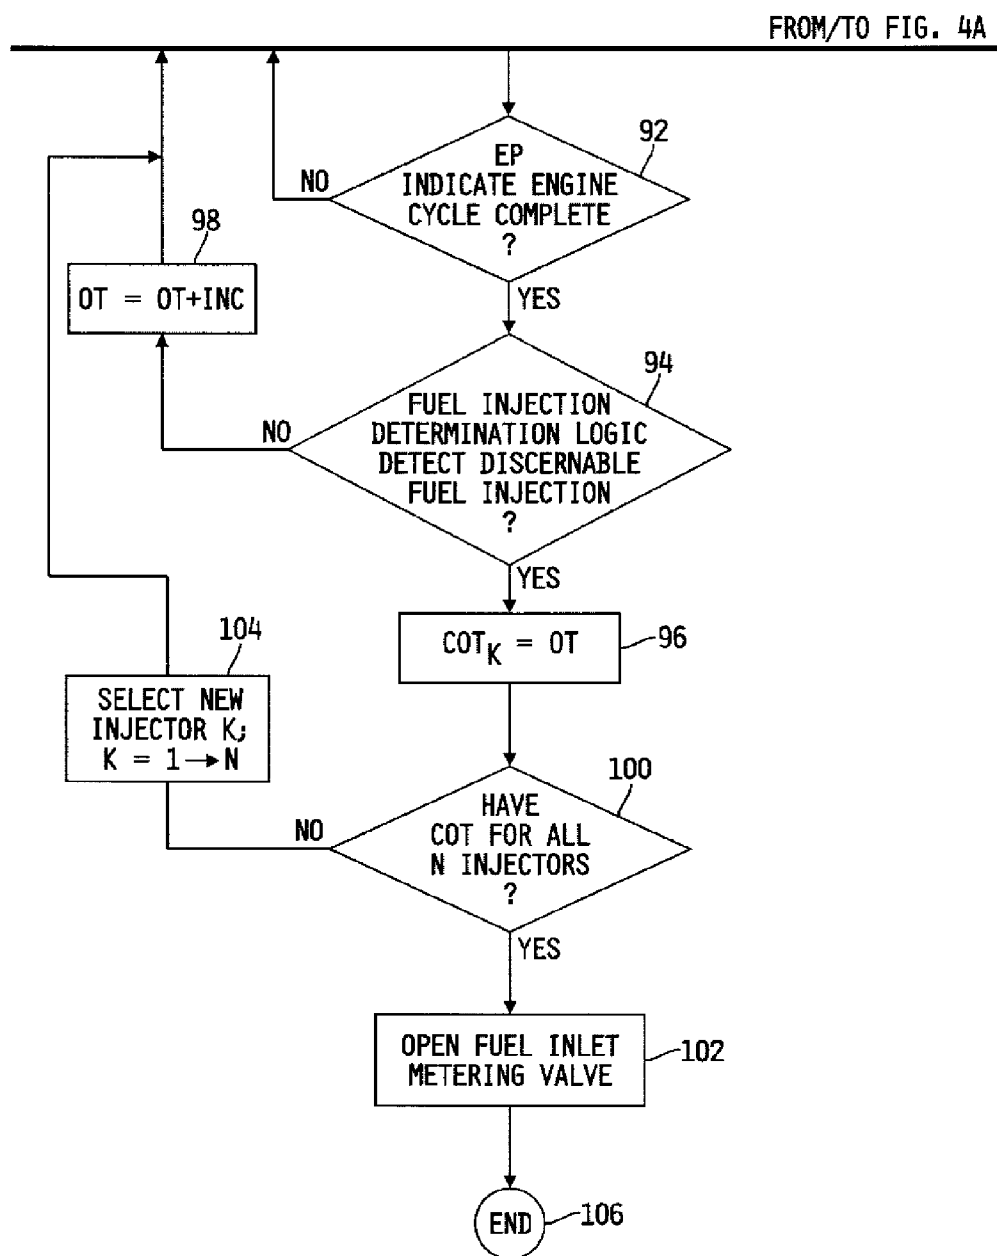 FROM/TO FIG. 4A
92
EP
INDICATE ENGINE
CYCLE COMPLETE
?
NO
YES
98
OT = OT+INC
94
FUEL INJECTION
DETERMINATION LOGIC
DETECT DISCERNABLE
FUEL INJECTION
?
NO
YES
COT_K = OT
96
104
SELECT NEW
INJECTOR K;
K = 1→N
100
HAVE
COT FOR ALL
N INJECTORS
?
NO
YES
OPEN FUEL INLET
METERING VALVE
102
END
106